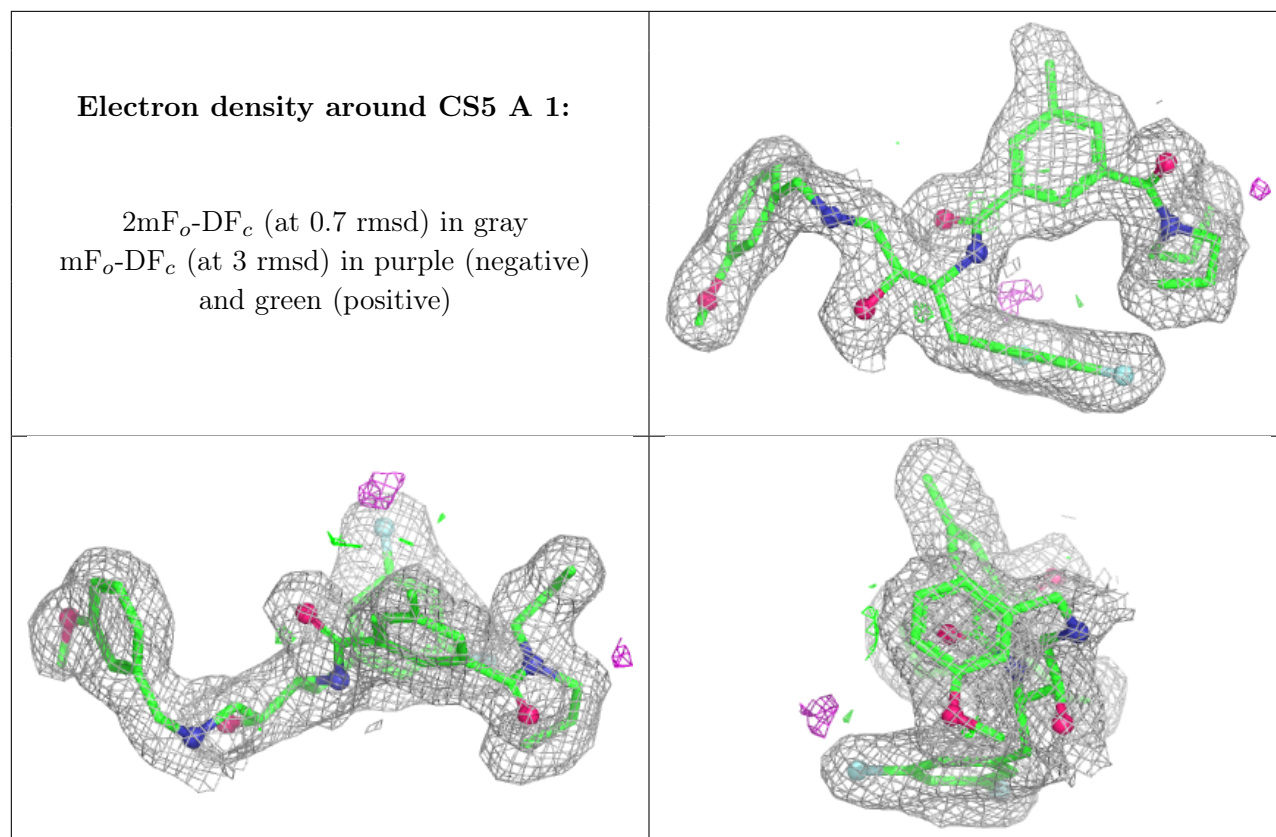 Electron density around CS5 A 1:
2mFo-DFc (at 0.7 rmsd) in gray
mFo-DFc (at 3 rmsd) in purple (negative)
and green (positive)